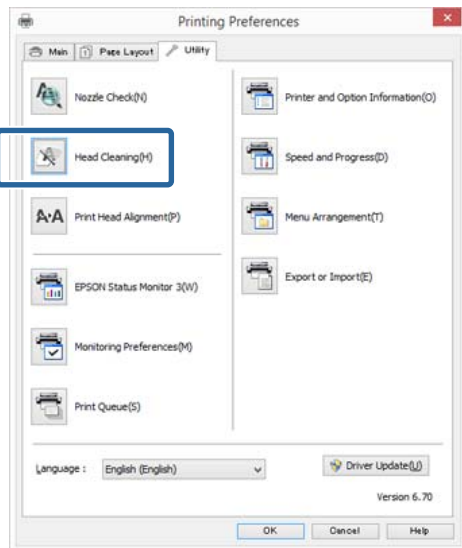 Printing Preferences
Main
Page Layout
Utility
Nozzle Check(N)
Head Cleaning(H)
A·A Print Head Alignment(P)
EPSON Status Monitor 3(W)
Monitoring Preferences(M)
Print Queue(S)
Printer and Option Information(O)
Speed and Progress(D)
Menu Arrangement(T)
Export or Import(E)
Language :
English (English)
Driver Update(U)
Version 6.70
OK
Cancel
Help